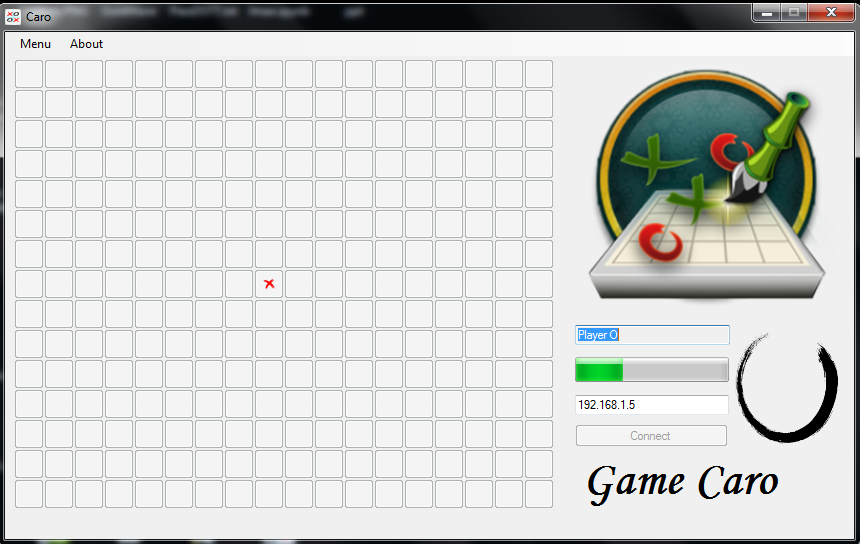 Caro
Menu About
Player O
192.168.1.5
Connect
Game Caro